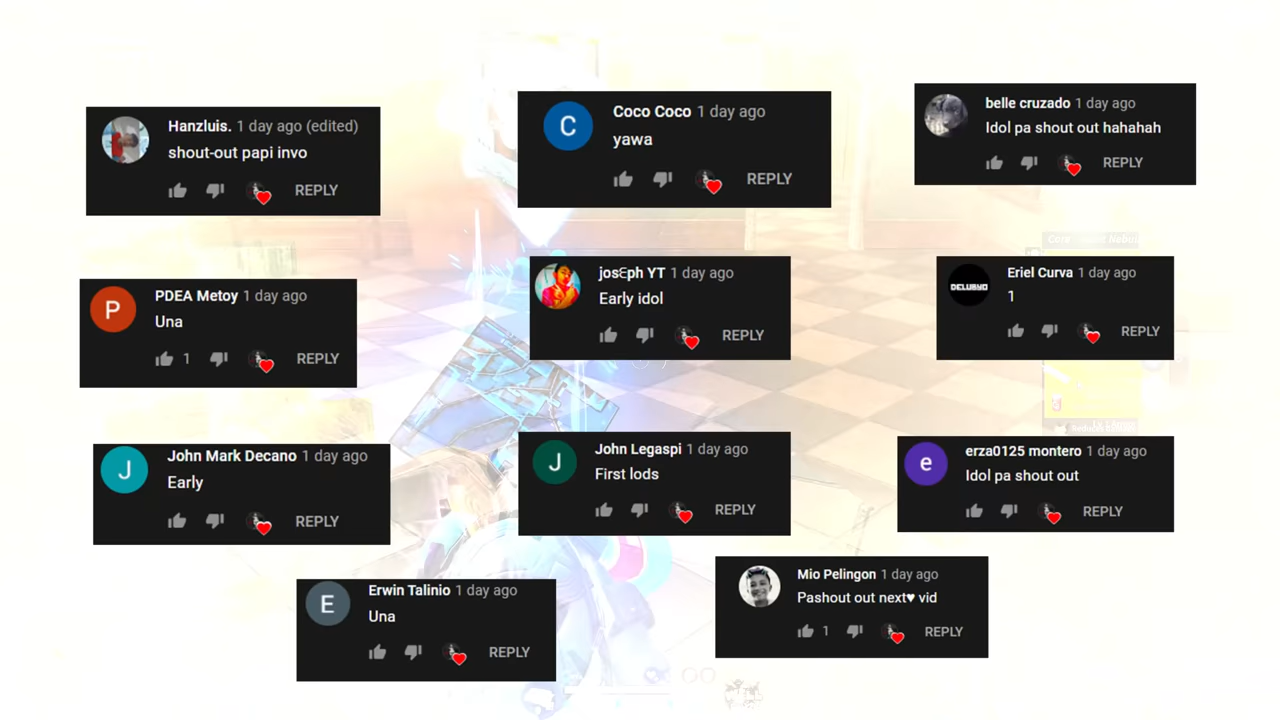 Hanzluis. 1 day ago (edited)
shout-out papi invo
REPLY
Coco Coco 1 day ago
yawa
REPLY
belle cruzado 1 day ago
Idol pa shout out hahahah
REPLY
PDEA Metoy 1 day ago
Una
1 REPLY
josЄph YT 1 day ago
Early idol
REPLY
DELUBYO
Eriel Curva 1 day ago
1
REPLY
John Mark Decano 1 day ago
Early
REPLY
John Legaspi 1 day ago
First lods
REPLY
erza0125 montero 1 day ago
Idol pa shout out
REPLY
Erwin Talinio 1 day ago
Una
REPLY
Mio Pelingon 1 day ago
Pashout out next♥ vid
1 REPLY